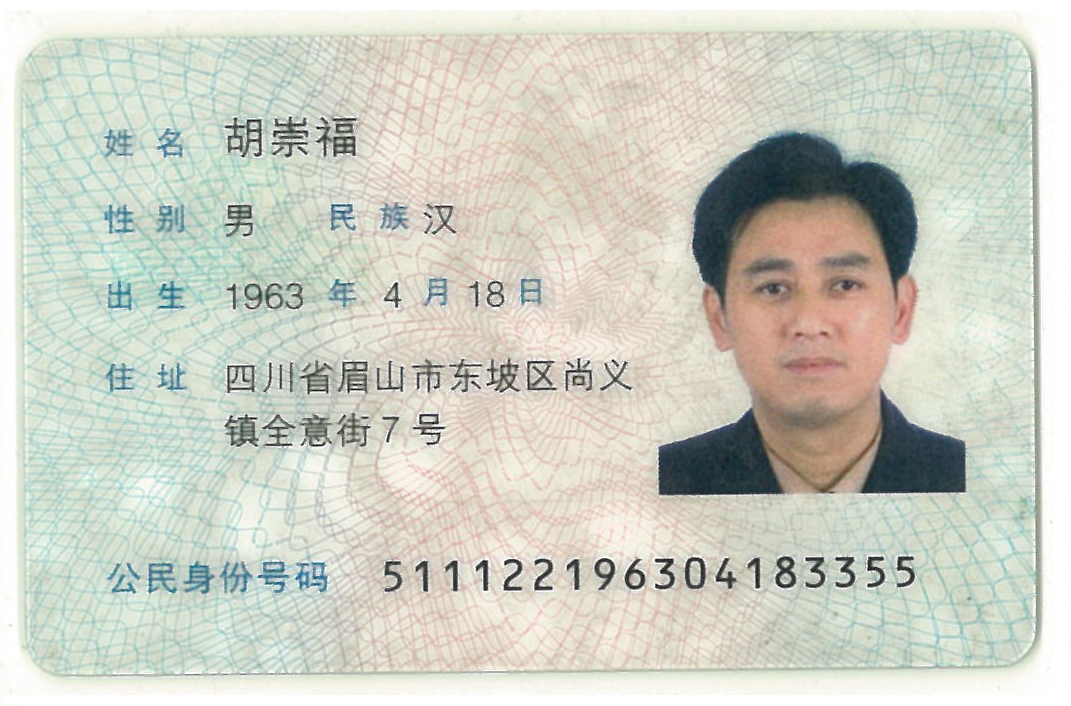 姓名 胡崇福
性别 男 民族 汉
出生 1963 年 4 月 18 日
住址 四川省眉山市东坡区尚义
镇全意街7号
公民身份号码 511122196304183355